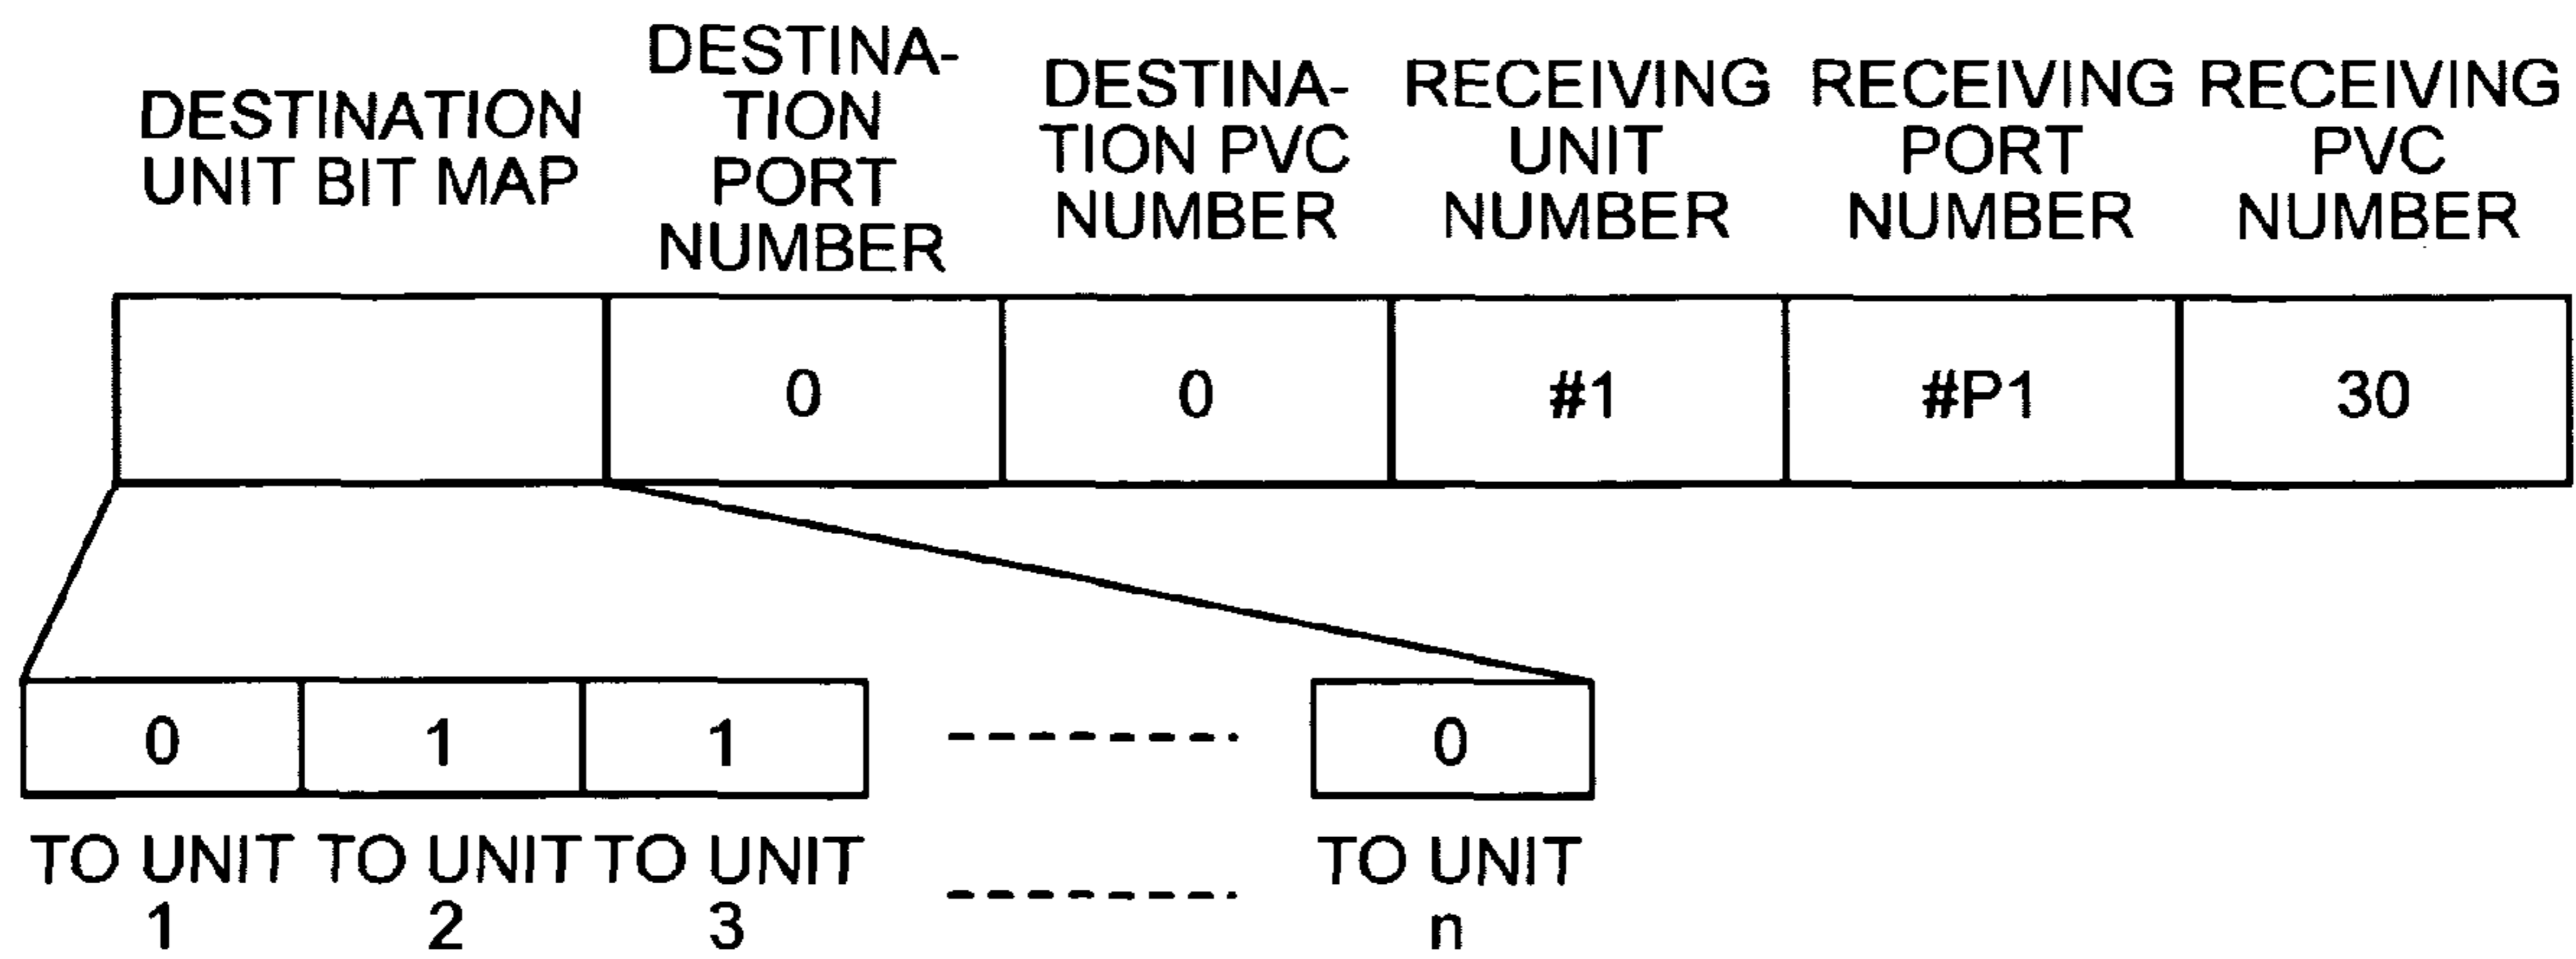 DESTINATION
UNIT BIT MAP
DESTINA-
TION
PORT
NUMBER
DESTINA-
TION PVC
NUMBER
RECEIVING
UNIT
NUMBER
RECEIVING
PORT
NUMBER
RECEIVING
PVC
NUMBER
0
0
#1
#P1
30
0
1
1
0
TO UNIT
1
TO UNIT
2
TO UNIT
3
TO UNIT
n